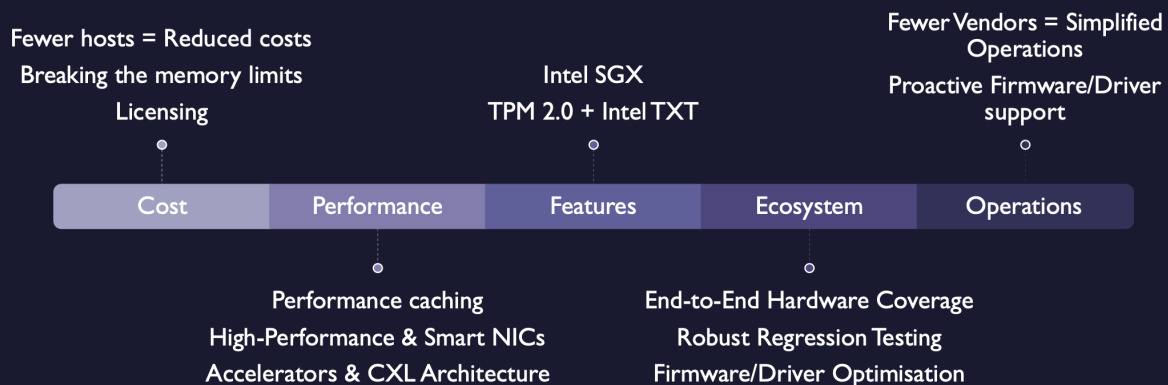 Fewer hosts = Reduced costs
Breaking the memory limits
Licensing
Intel SGX
TPM 2.0 + Intel TXT
Fewer Vendors = Simplified
Operations
Proactive Firmware/Driver
support
Cost
Performance
Features
Ecosystem
Operations
Performance caching
High-Performance & Smart NICs
Accelerators & CXL Architecture
End-to-End Hardware Coverage
Robust Regression Testing
Firmware/Driver Optimisation